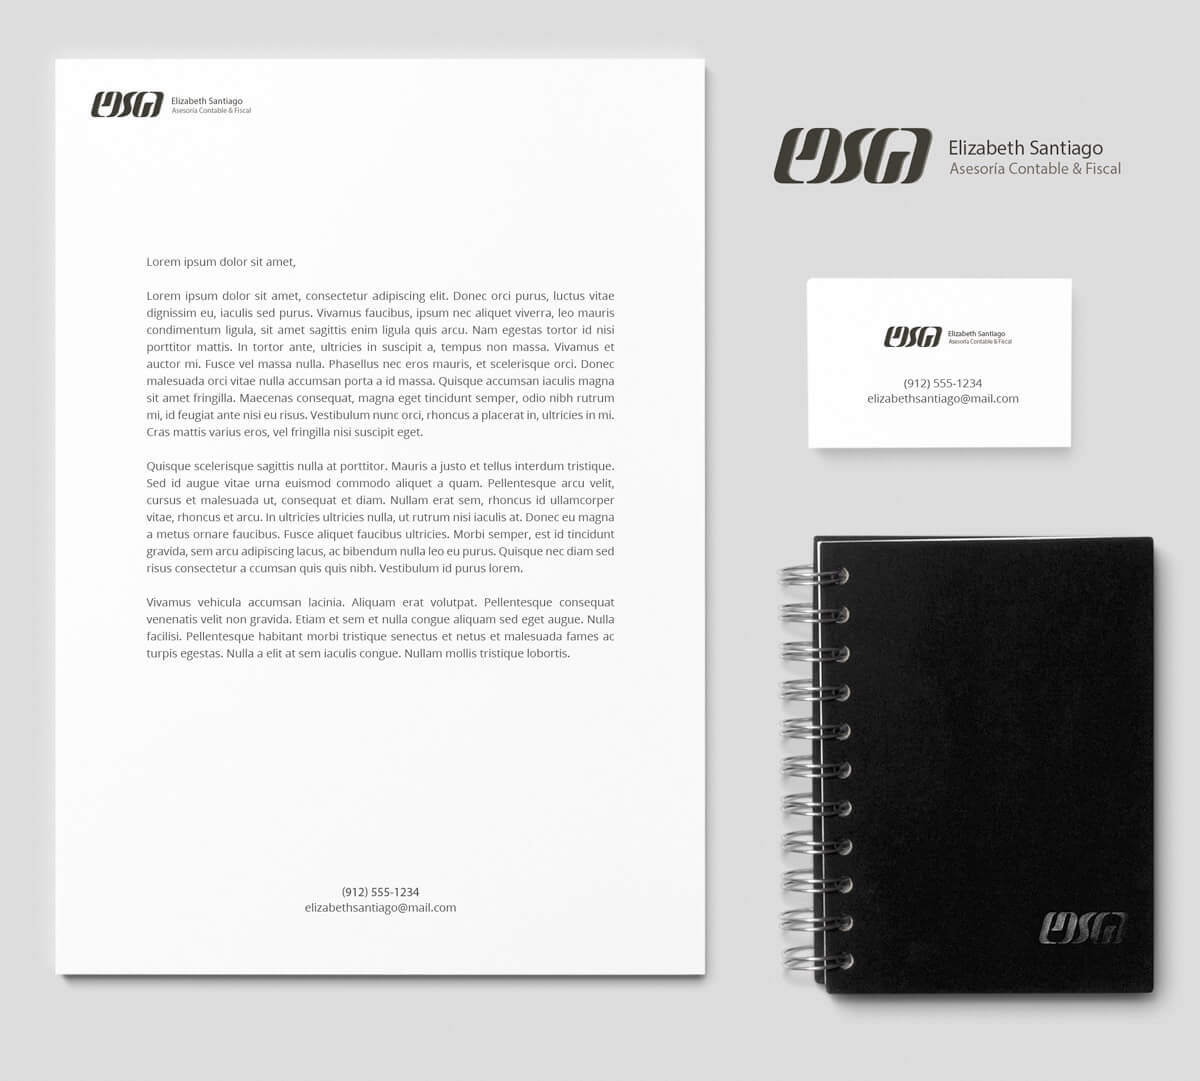 Elizabeth Santiago
Asesoría Contable & Fiscal
Lorem ipsum dolor sit amet,
Lorem ipsum dolor sit amet, consectetur adipiscing elit. Donec orci purus, luctus vitae
dignissim eu, iaculis sed purus. Vivamus faucibus, ipsum nec aliquet viverra, leo mauris
condimentum ligula, sit amet sagittis enim ligula quis arcu. Nam egestas tortor id nisi
porttitor mattis. In tortor ante, ultricies in suscipit a, tempus non massa. Vivamus et
auctor mi. Fusce vel massa nulla. Phasellus nec eros mauris, et scelerisque orci. Donec
malesuada orci vitae nulla accumsan porta a id massa. Quisque accumsan iaculis magna
sit amet fringilla. Maecenas consequat, magna eget tincidunt semper, odio nibh rutrum
mi, id feugiat ante nisi eu risus. Vestibulum nunc orci, rhoncus a placerat in, ultricies in mi.
Cras mattis varius eros, vel fringilla nisi suscipit eget.
Quisque scelerisque sagittis nulla at porttitor. Mauris a justo et tellus interdum tristique.
Sed id augue vitae urna euismod commodo aliquet a quam. Pellentesque arcu velit,
cursus et malesuada ut, consequat et diam. Nullam erat sem, rhoncus id ullamcorper
vitae, rhoncus et arcu. In ultricies ultricies nulla, ut rutrum nisi iaculis at. Donec eu magna
a metus ornare faucibus. Fusce aliquet faucibus ultricies. Morbi semper, est id tincidunt
gravida, sem arcu adipiscing lacus, ac bibendum nulla leo eu purus. Quisque nec diam sed
risus consectetur a ccumsan quis quis nibh. Vestibulum id purus lorem.
Vivamus vehicula accumsan lacinia. Aliquam erat volutpat. Pellentesque consequat
venenatis velit non gravida. Etiam et sem et nulla congue aliquam sed eget augue. Nulla
facilisi. Pellentesque habitant morbi tristique senectus et netus et malesuada fames ac
turpis egestas. Nulla a elit at sem iaculis congue. Nullam mollis tristique lobortis.
(912) 555-1234
elizabethsantiago@mail.com
Elizabeth Santiago
Asesoría Contable & Fiscal
Elizabeth Santiago
Asesoría Contable & Fiscal
(912) 555-1234
elizabethsantiago@mail.com